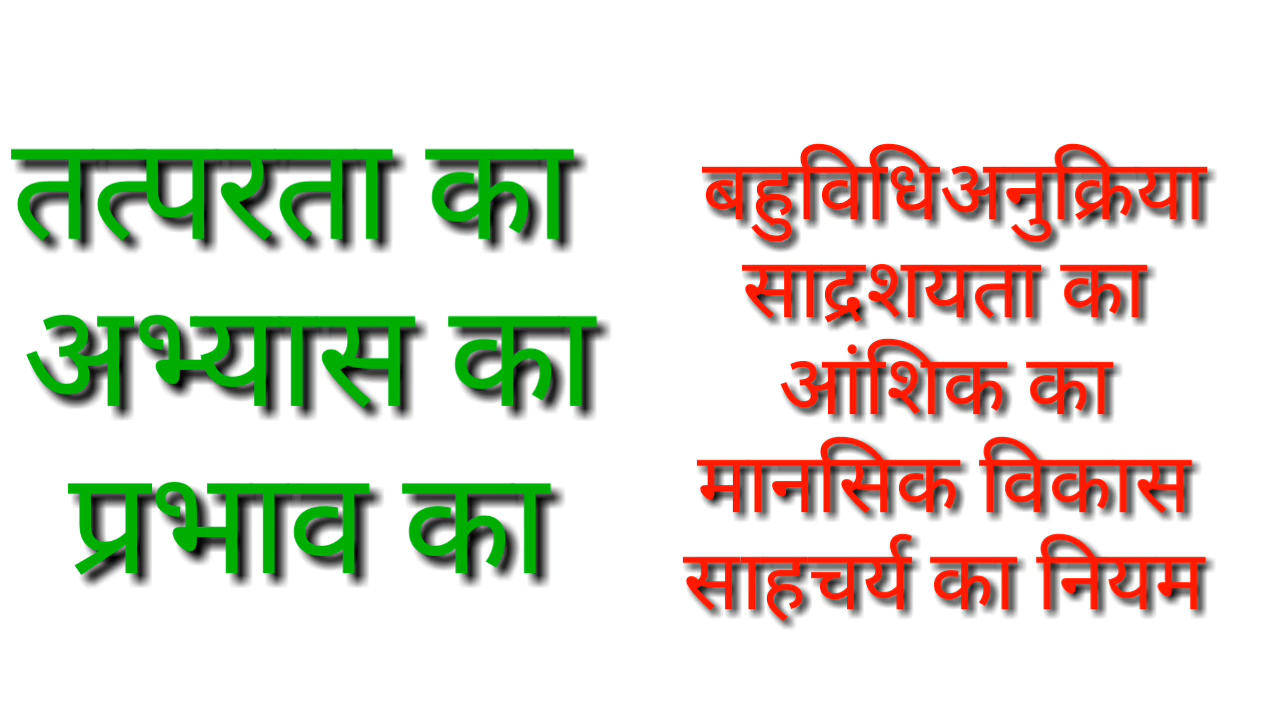 तत्परता का
अभ्यास का
प्रभाव का
बहुविधिअनुक्रिया
साद्रशयता का
आंशिक का
मानसिक विकास
साहचर्य का नियम